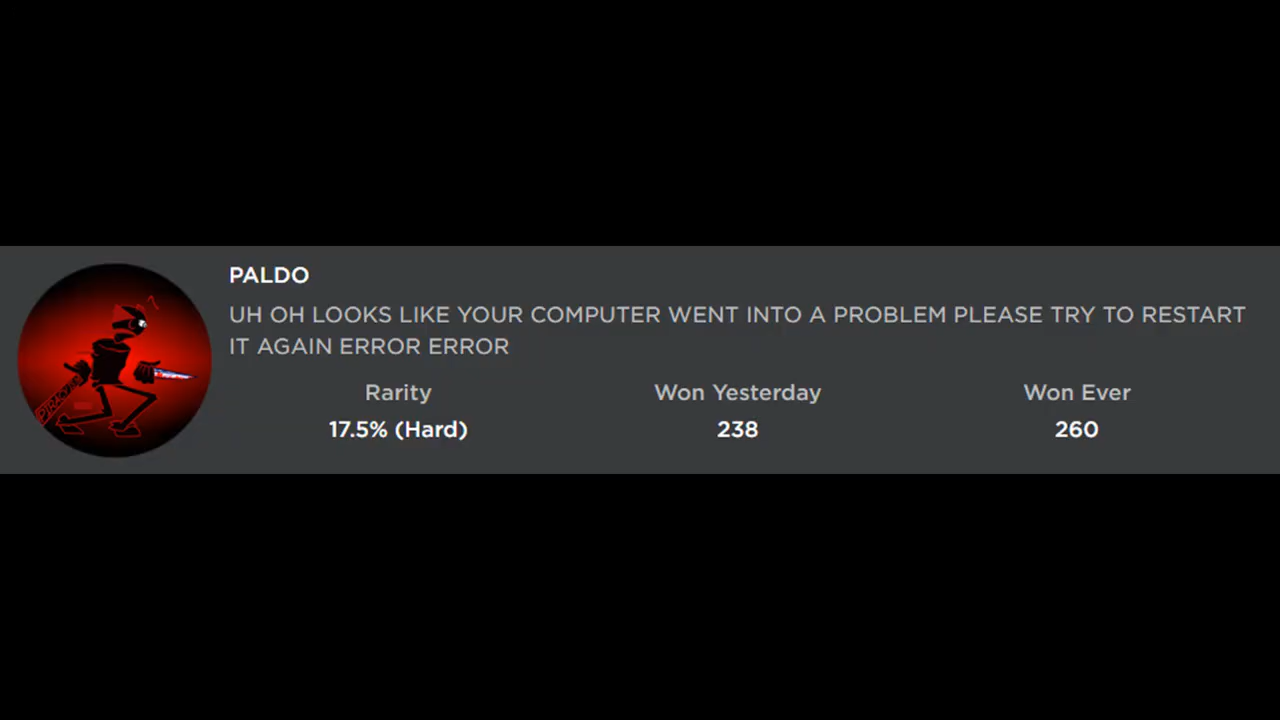 PALDO
UH OH LOOKS LIKE YOUR COMPUTER WENT INTO A PROBLEM PLEASE TRY TO RESTART
IT AGAIN ERROR ERROR
Rarity
Won Yesterday
Won Ever
17.5% (Hard)
238
260